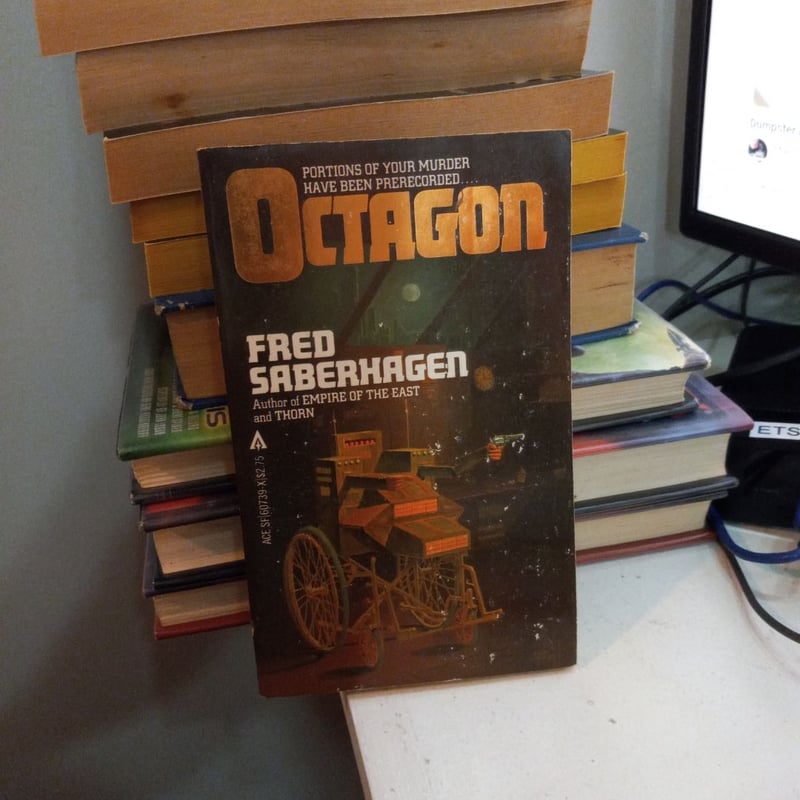 PORTIONS OF YOUR MURDER
HAVE BEEN PRERECORDED....
OCTAGON
FRED
SABERHAGEN
Author of EMPIRE OF THE EAST
and THORN
ACE SF|60739-X|$2.75
Dumpster
ETS